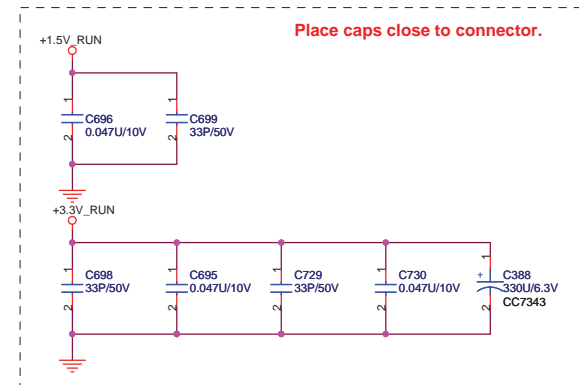 Place caps close to connector.
+1.5V_RUN
1
1
C696
0.047U/10V
C699
33P/50V
2
2
+3.3V_RUN
1
1
1
1
1
C698
33P/50V
C695
0.047U/10V
C729
33P/50V
C730
0.047U/10V
+
C388
330U/6.3V
CC7343
2
2
2
2
2